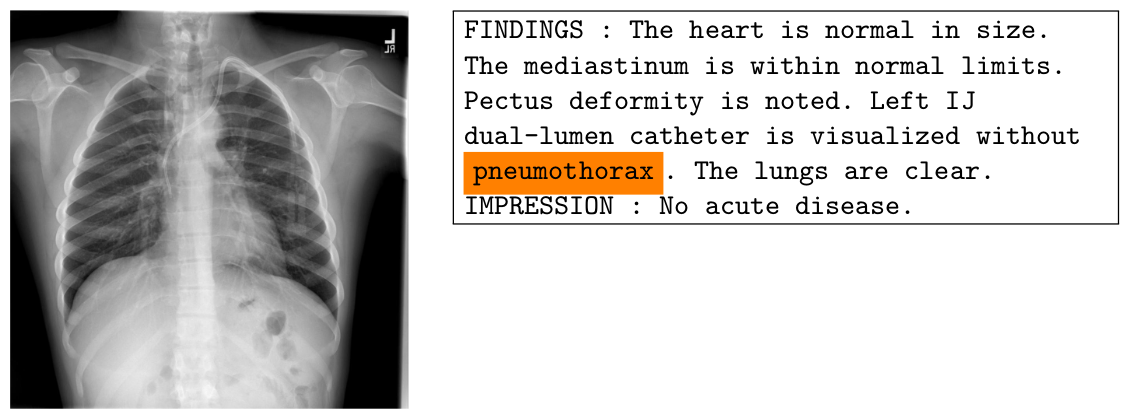 L
RL
FINDINGS : The heart is normal in size.
The mediastinum is within normal limits.
Pectus deformity is noted. Left IJ
dual-lumen catheter is visualized without
pneumothorax. The lungs are clear.
IMPRESSION : No acute disease.